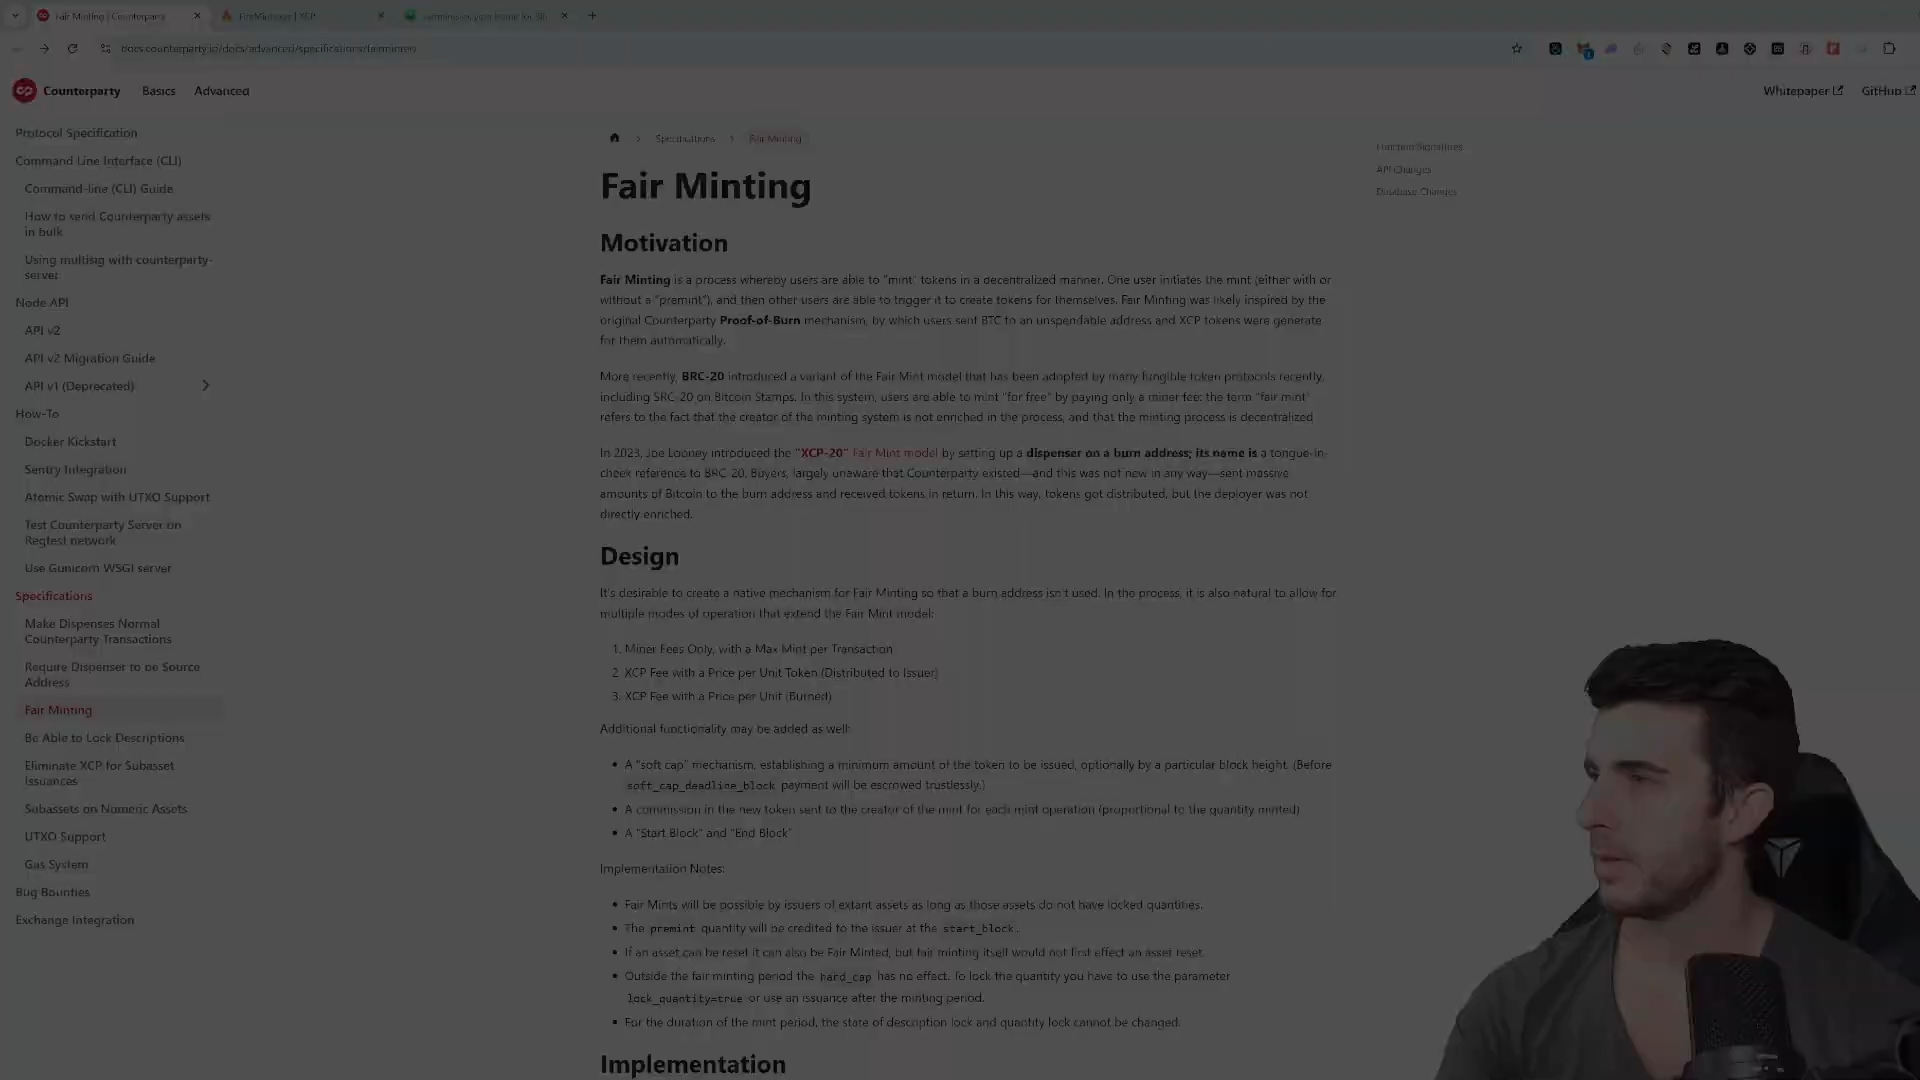 Fair Minting | Counterparty
docs.counterparty.io/docs/advanced/specifications/fairminter/
Counterparty
Basics
Advanced
Whitepaper
GitHub
Protocol Specification
Command Line Interface (CLI)
Command-line (CLI) Guide
How to send Counterparty assets
in bulk
Using multisig with counterparty-
server
Node API
API v2
API v2 Migration Guide
API v1 (Deprecated)
How-To
Docker Kickstart
Sentry Integration
Atomic Swap with UTXO Support
Test Counterparty Server on
Regtest network
Use Gunicorn WSGI server
Specifications
Make Dispenses Normal
Counterparty Transactions
Require Dispenser to be Source
Address
Fair Minting
Be Able to Lock Descriptions
Eliminate XCP for Subasset
Issuances
Subassets on Numeric Assets
UTXO Support
Gas System
Bug Bounties
Exchange Integration
Specifications
Fair Minting
Fair Minting
Motivation
Fair Minting is a process whereby users are able to "mint" tokens in a decentralized manner. One user initiates the mint (either with or
without a "premint"), and then other users are able to trigger it to create tokens for themselves. Fair Minting was likely inspired by the
original Counterparty Proof-of-Burn mechanism, by which users sent BTC to an unspendable address and XCP tokens were generate
for them automatically.
More recently, BRC-20 introduced a variant of the Fair Mint model that has been adopted by many fungible token protocols recently,
including SRC-20 on Bitcoin Stamps. In this system, users are able to mint "for free" by paying only a miner fee: the term "fair mint"
refers to the fact that the creator of the minting system is not enriched in the process, and that the minting process is decentralized
In 2023, Joe Looney introduced the "XCP-20" Fair Mint model by setting up a dispenser on a burn address; its name is a tongue-in-
cheek reference to BRC-20. Buyers, largely unaware that Counterparty existed—and this was not new in any way—sent massive
amounts of Bitcoin to the burn address and received tokens in return. In this way, tokens got distributed, but the deployer was not
directly enriched.
Design
It's desirable to create a native mechanism for Fair Minting so that a burn address isn't used. In the process, it is also natural to allow for
multiple modes of operation that extend the Fair Mint model:
1. Miner Fees Only, with a Max Mint per Transaction
2. XCP Fee with a Price per Unit Token (Distributed to Issuer)
3. XCP Fee with a Price per Unit (Burned)
Additional functionality may be added as well:
• A "soft cap" mechanism, establishing a minimum amount of the token to be issued, optionally by a particular block height. (Before
soft_cap_deadline_block payment will be escrowed trustlessly.)
• A commission in the new token sent to the creator of the mint for each mint operation (proportional to the quantity minted)
• A "Start Block" and "End Block"
Implementation Notes:
• Fair Mints will be possible by issuers of extant assets as long as those assets do not have locked quantities.
• The premint quantity will be credited to the issuer at the start_block.
• If an asset can be reset it can also be Fair Minted, but fair minting itself would not first effect an asset reset.
• Outside the fair minting period the hard_cap has no effect. To lock the quantity you have to use the parameter
lock_quantity=true or use an issuance after the minting period.
• For the duration of the mint period, the state of description lock and quantity lock cannot be changed.
Implementation
Function Signatures
API Changes
Database Changes